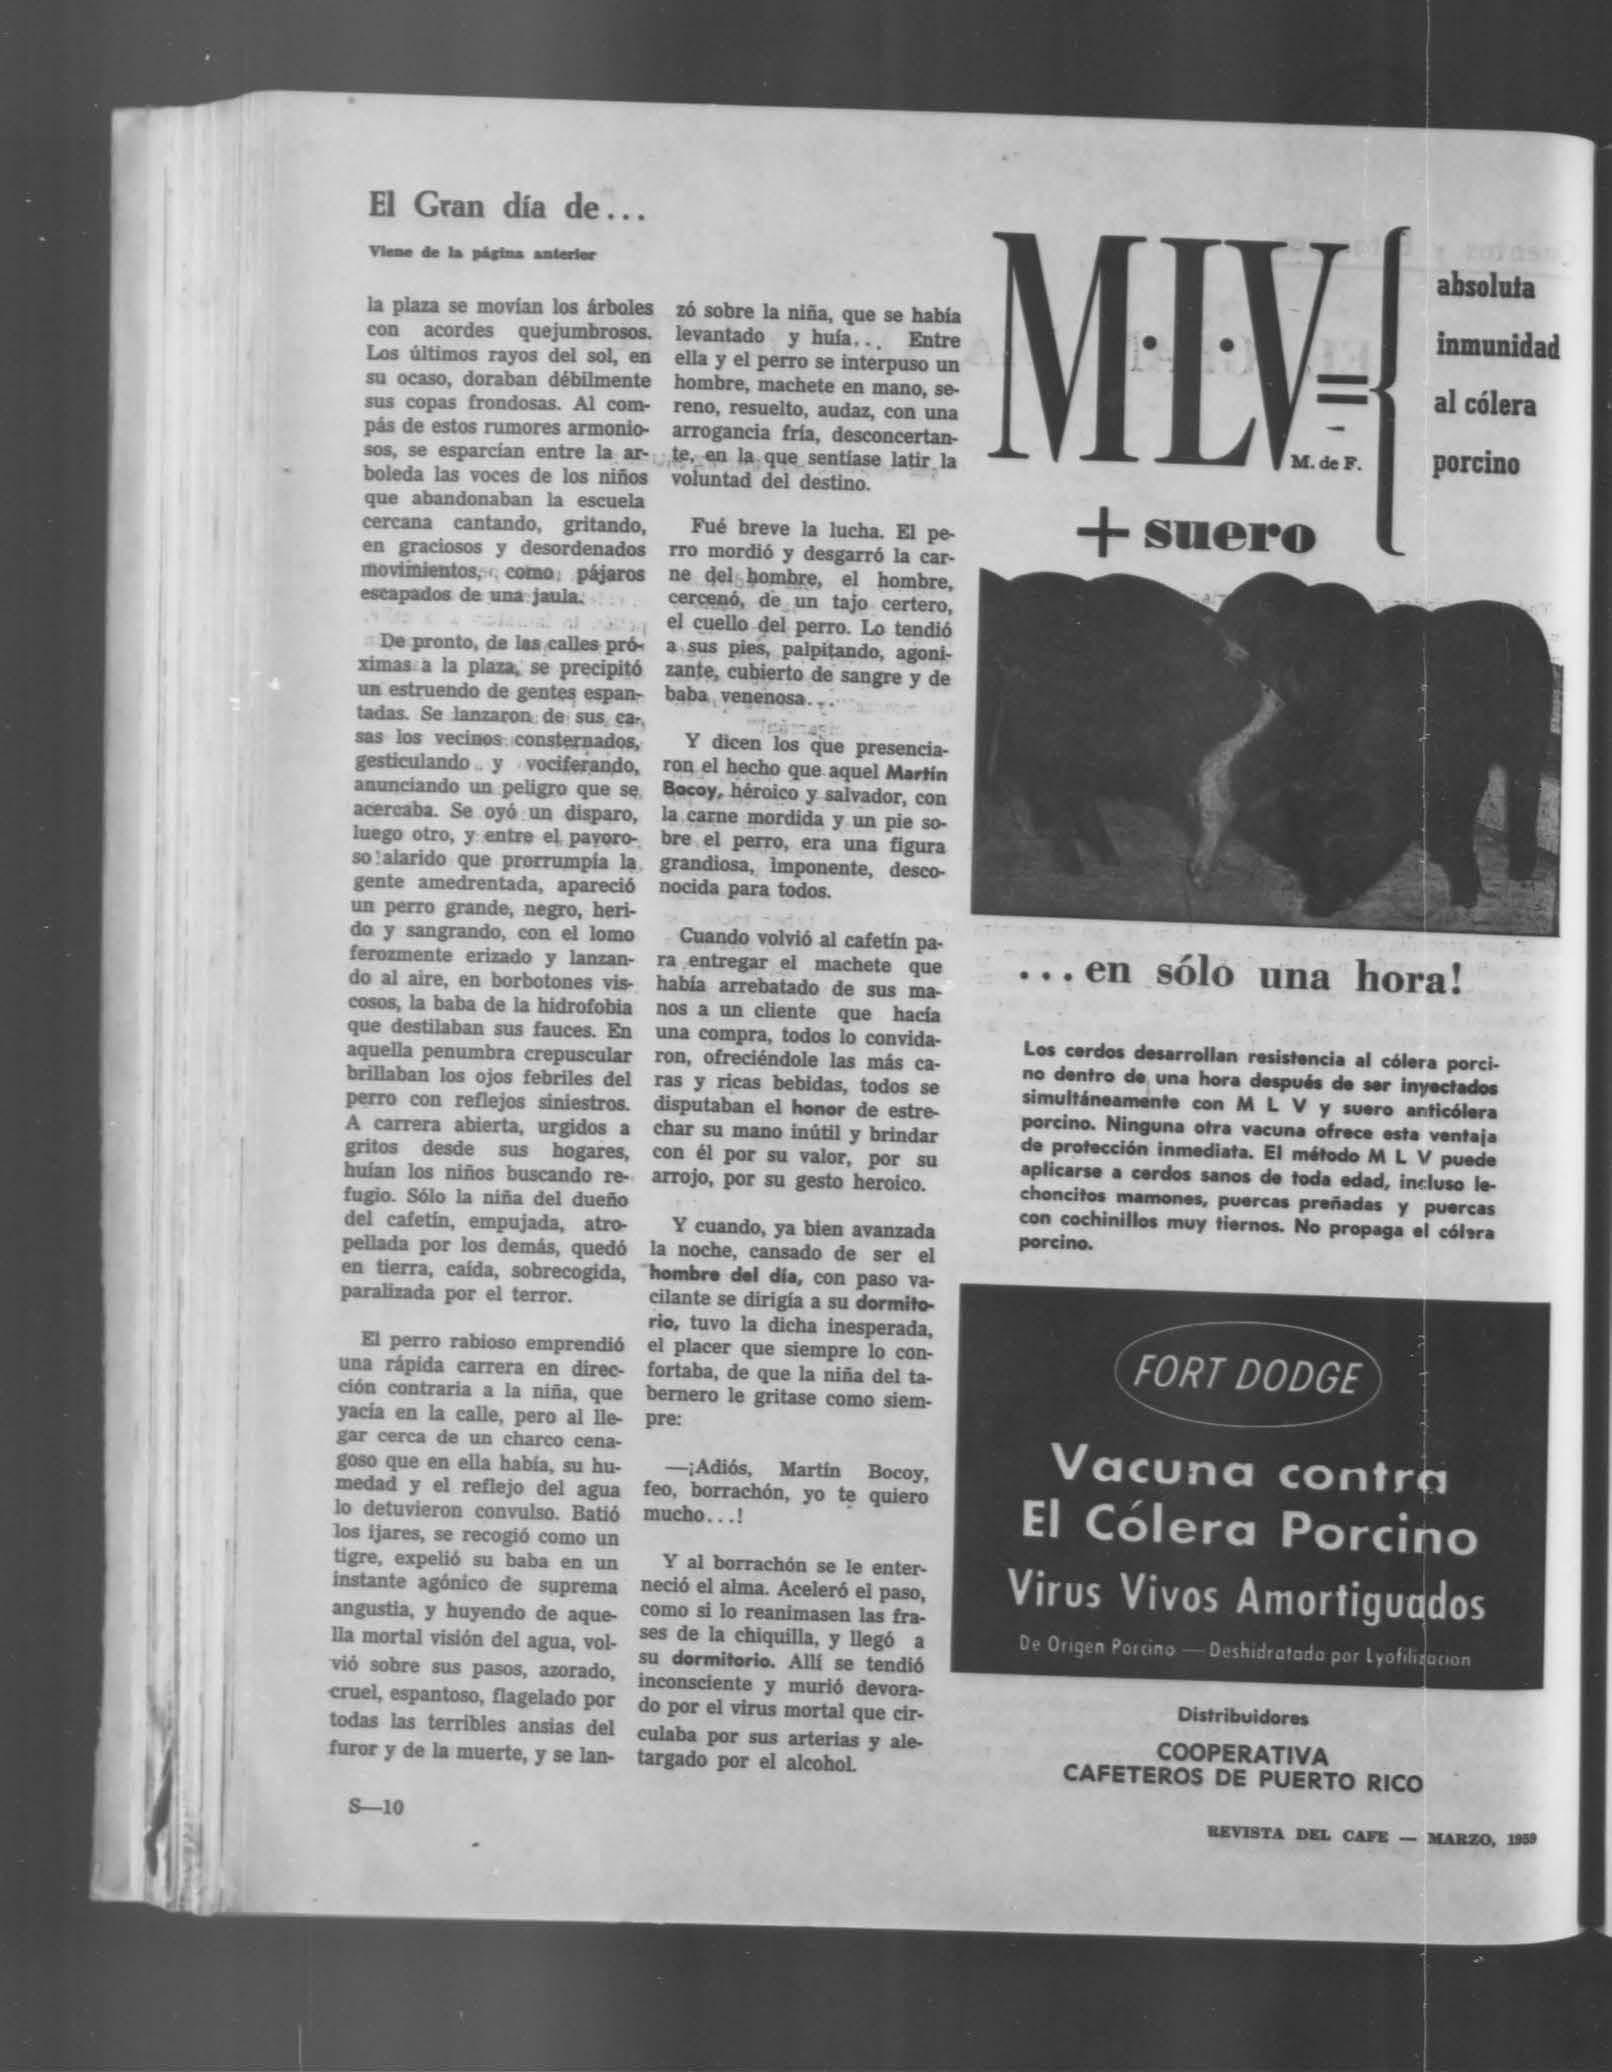 El Gran día de...
Viene de la página anterior
la plaza se movían los árboles
con acordes quejumbrosos.
Los últimos rayos del sol, en
su ocaso, doraban débilmente
sus copas frondosas. Al com-
pás de estos rumores armonio-
sos, se esparcían entre la ar-
boleda las voces de los niños
que abandonaban la escuela
cercana cantando, gritando,
en graciosos y desordenados
movimientos, como pájaros
escapados de una jaula.
De pronto, de las calles pró-
ximas a la plaza, se precipitó
un estruendo de gentes espan-
tadas. Se lanzaron de sus ca-
sas los vecinos consternados,
gesticulando y vociferando,
anunciando un peligro que se
acercaba. Se oyó un disparo,
luego otro, y entre el pavoro-
so alarido que prorrumpía la
gente amedrentada, apareció
un perro grande, negro, heri-
do y sangrando, con el lomo
ferozmente erizado y lanzan-
do al aire, en borbotones vis-
cosos, la baba de la hidrofobia
que destilaban sus fauces. En
aquella penumbra crepuscular
brillaban los ojos febriles del
perro con reflejos siniestros.
A carrera abierta, urgidos a
gritos desde sus hogares,
huían los niños buscando re-
fugio. Sólo la niña del dueño
del cafetín, empujada, atro-
pellada por los demás, quedó
en tierra, caída, sobrecogida,
paralizada por el terror.
El perro rabioso emprendió
una rápida carrera en direc-
ción contraria a la niña, que
yacía en la calle, pero al lle-
gar cerca de un charco cena-
goso que en ella había, su hu-
medad y el reflejo del agua
lo detuvieron convulso. Batió
los ijares, se recogió como un
tigre, expelió su baba en un
instante agónico de suprema
angustia, y huyendo de aque-
lla mortal visión del agua, vol-
vió sobre sus pasos, azorado,
cruel, espantoso, flagelado por
todas las terribles ansias del
furor y de la muerte, y se lan-
zó sobre la niña, que se había
levantado y huía... Entre
ella y el perro se interpuso un
hombre, machete en mano, se-
reno, resuelto, audaz, con una
arrogancia fría, desconcertan-
te, en la que sentíase latir la
voluntad del destino.
Fué breve la lucha. El pe-
rro mordió y desgarró la car-
ne del hombre, el hombre,
cercenó, de un tajo certero,
el cuello del perro. Lo tendió
a sus pies, palpitando, agoni-
zante, cubierto de sangre y de
baba venenosa...
Y dicen los que presencia-
ron el hecho que aquel Martín
Bocoy, héroico y salvador, con
la carne mordida y un pie so-
bre el perro, era una figura
grandiosa, imponente, desco-
nocida para todos.
Cuando volvió al cafetín pa-
ra entregar el machete que
había arrebatado de sus ma-
nos a un cliente que hacía
una compra, todos lo convida-
ron, ofreciéndole las más ca-
ras y ricas bebidas, todos se
disputaban el honor de estre-
char su mano inútil y brindar
con él por su valor, por su
arrojo, por su gesto heroico.
Y cuando, ya bien avanzada
la noche, cansado de ser el
hombre del día, con paso va-
cilante se dirigía a su dormito-
rio, tuvo la dicha inesperada,
el placer que siempre lo con-
fortaba, de que la niña del ta-
bernero le gritase como siem-
pre:
—¡Adiós, Martín Bocoy,
feo, borrachón, yo te quiero
mucho...!
Y al borrachón se le enter-
neció el alma. Aceleró el paso,
como si lo reanimasen las fra-
ses de la chiquilla, y llegó a
su dormitorio. Allí se tendió
inconsciente y murió devora-
do por el virus mortal que cir-
culaba por sus arterias y ale-
targado por el alcohol.
S—10
M·L·V={
M. de F.
absoluta
inmunidad
al cólera
porcino
+ suero
...en sólo una hora!
Los cerdos desarrollan resistencia al cólera porci-
no dentro de una hora después de ser inyectados
simultáneamente con M L V y suero anticólera
porcino. Ninguna otra vacuna ofrece esta ventaja
de protección inmediata. El método M L V puede
aplicarse a cerdos sanos de toda edad, incluso le-
choncitos mamones, puercas preñadas y puercas
con cochinillos muy tiernos. No propaga el cólera
porcino.
FORT DODGE
Vacuna contra
El Cólera Porcino
Virus Vivos Amortiguados
De Origen Porcino — Deshidratada por Lyofilizacion
Distribuidores
COOPERATIVA
CAFETEROS DE PUERTO RICO
REVISTA DEL CAFE — MARZO, 1959